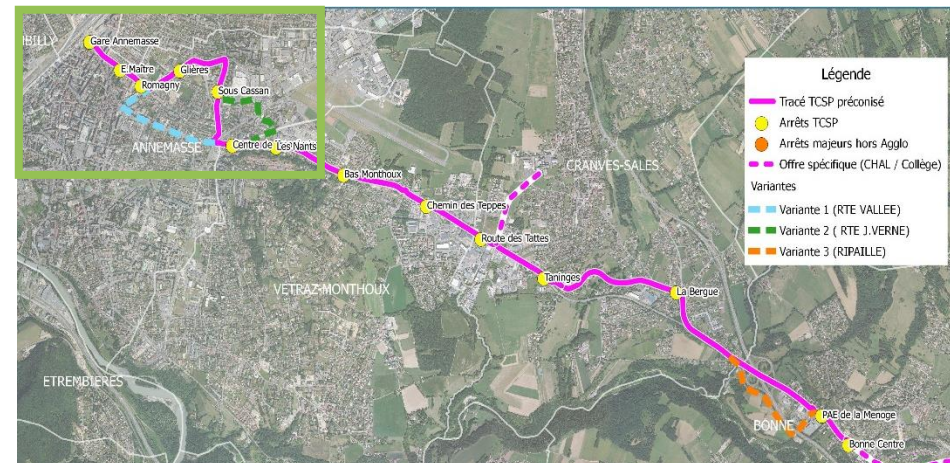 IBILLY
Gare Annemasse
E.Maître
Glières
Romagny
Sous Cassan
ANNEMASSE
Centre de
Les Nants
Bas Monthoux
CRANVES-SALES
Chemin des Teppes
Route des Tattes
Taninges
VETRAZ-MONTHOUX
La Bergue
ETREMBIERES
PAE de la Menoge
BONNE
Bonne Centre
Légende
Tracé TCSP préconisé
Arrêts TCSP
Arrêts majeurs hors Agglo
Offre spécifique (CHAL / Collège)
Variantes
Variante 1 (RTE VALLEE)
Variante 2 ( RTE J.VERNE)
Variante 3 (RIPAILLE)